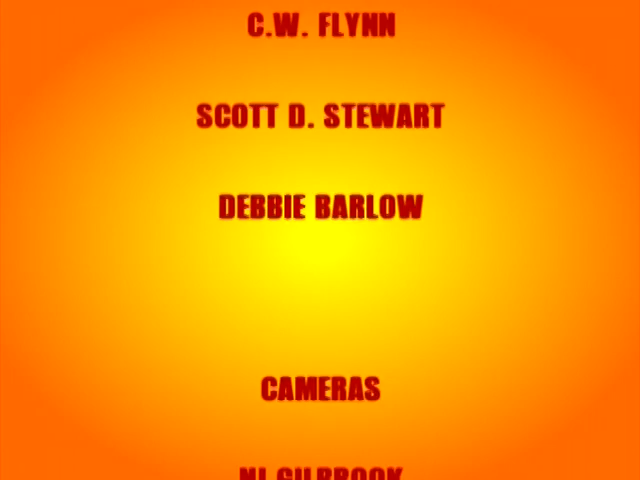 C.W. FLYNN
SCOTT D. STEWART
DEBBIE BARLOW
CAMERAS